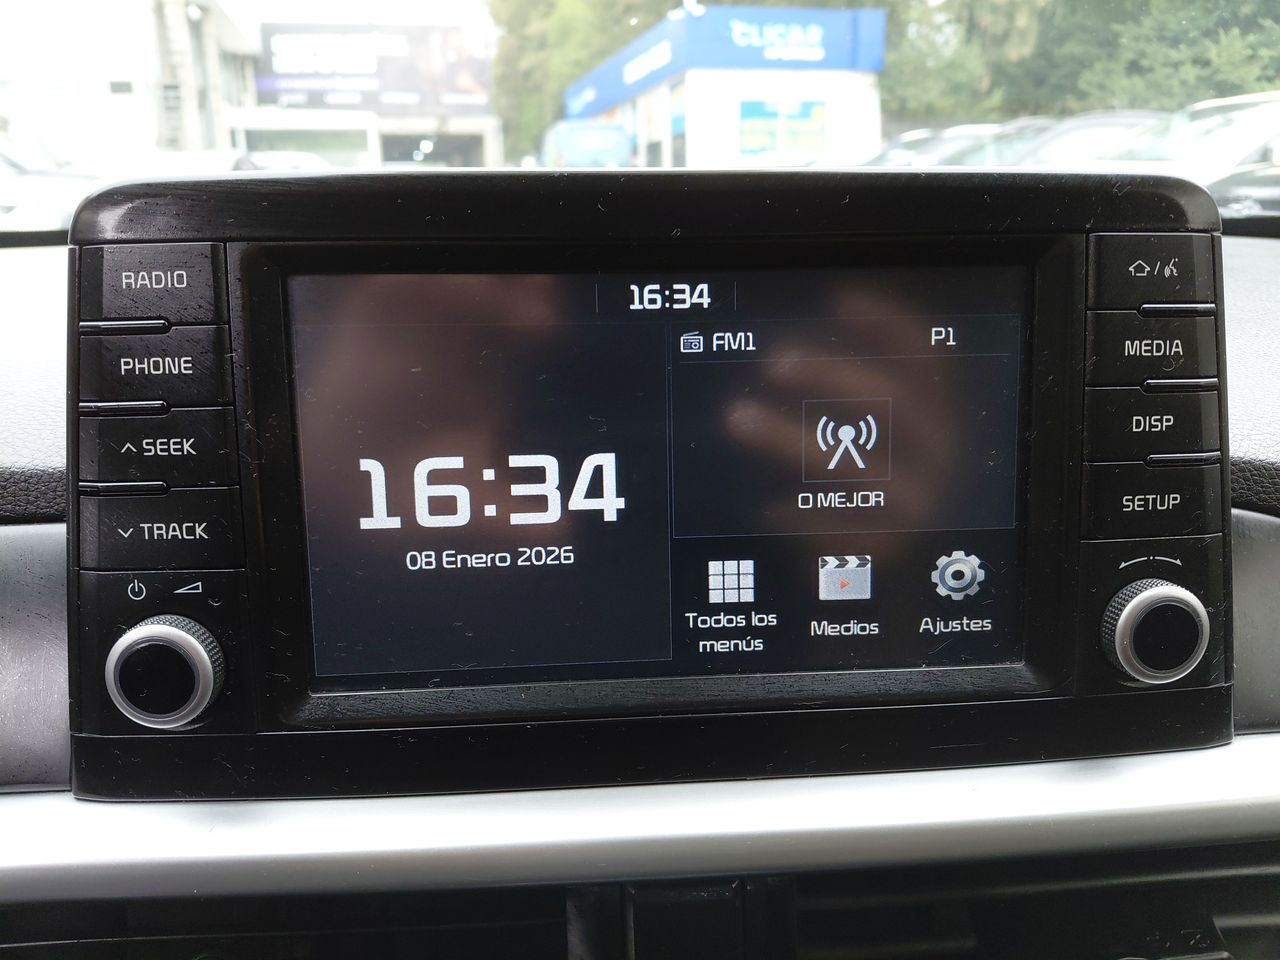 CLICAR
RADIO
PHONE
SEEK
TRACK
16:34
FM1
P1
O MEJOR
16:34
08 Enero 2026
Todos los
menús
Medios
Ajustes
MEDIA
DISP
SETUP